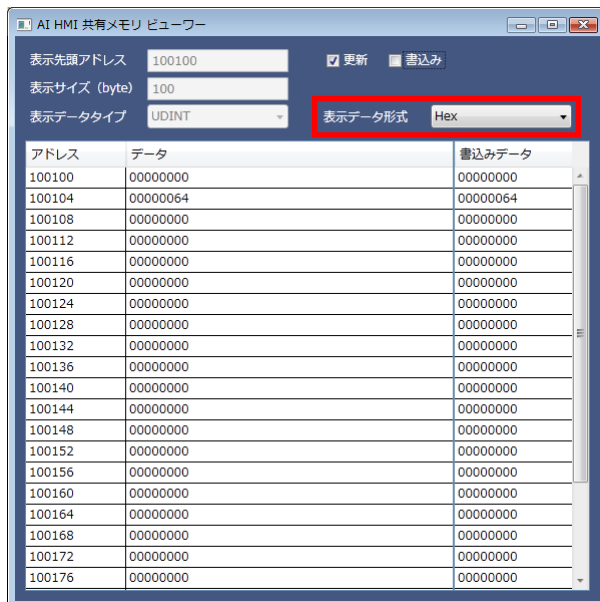 AI HMI 共有メモリ ビューワー
表示先頭アドレス 100100 更新 書込み
表示サイズ (byte) 100
表示データタイプ UDINT 表示データ形式 Hex
アドレス データ 書込みデータ
100100 00000000 00000000
100104 00000064 00000064
100108 00000000 00000000
100112 00000000 00000000
100116 00000000 00000000
100120 00000000 00000000
100124 00000000 00000000
100128 00000000 00000000
100132 00000000 00000000
100136 00000000 00000000
100140 00000000 00000000
100144 00000000 00000000
100148 00000000 00000000
100152 00000000 00000000
100156 00000000 00000000
100160 00000000 00000000
100164 00000000 00000000
100168 00000000 00000000
100172 00000000 00000000
100176 00000000 00000000